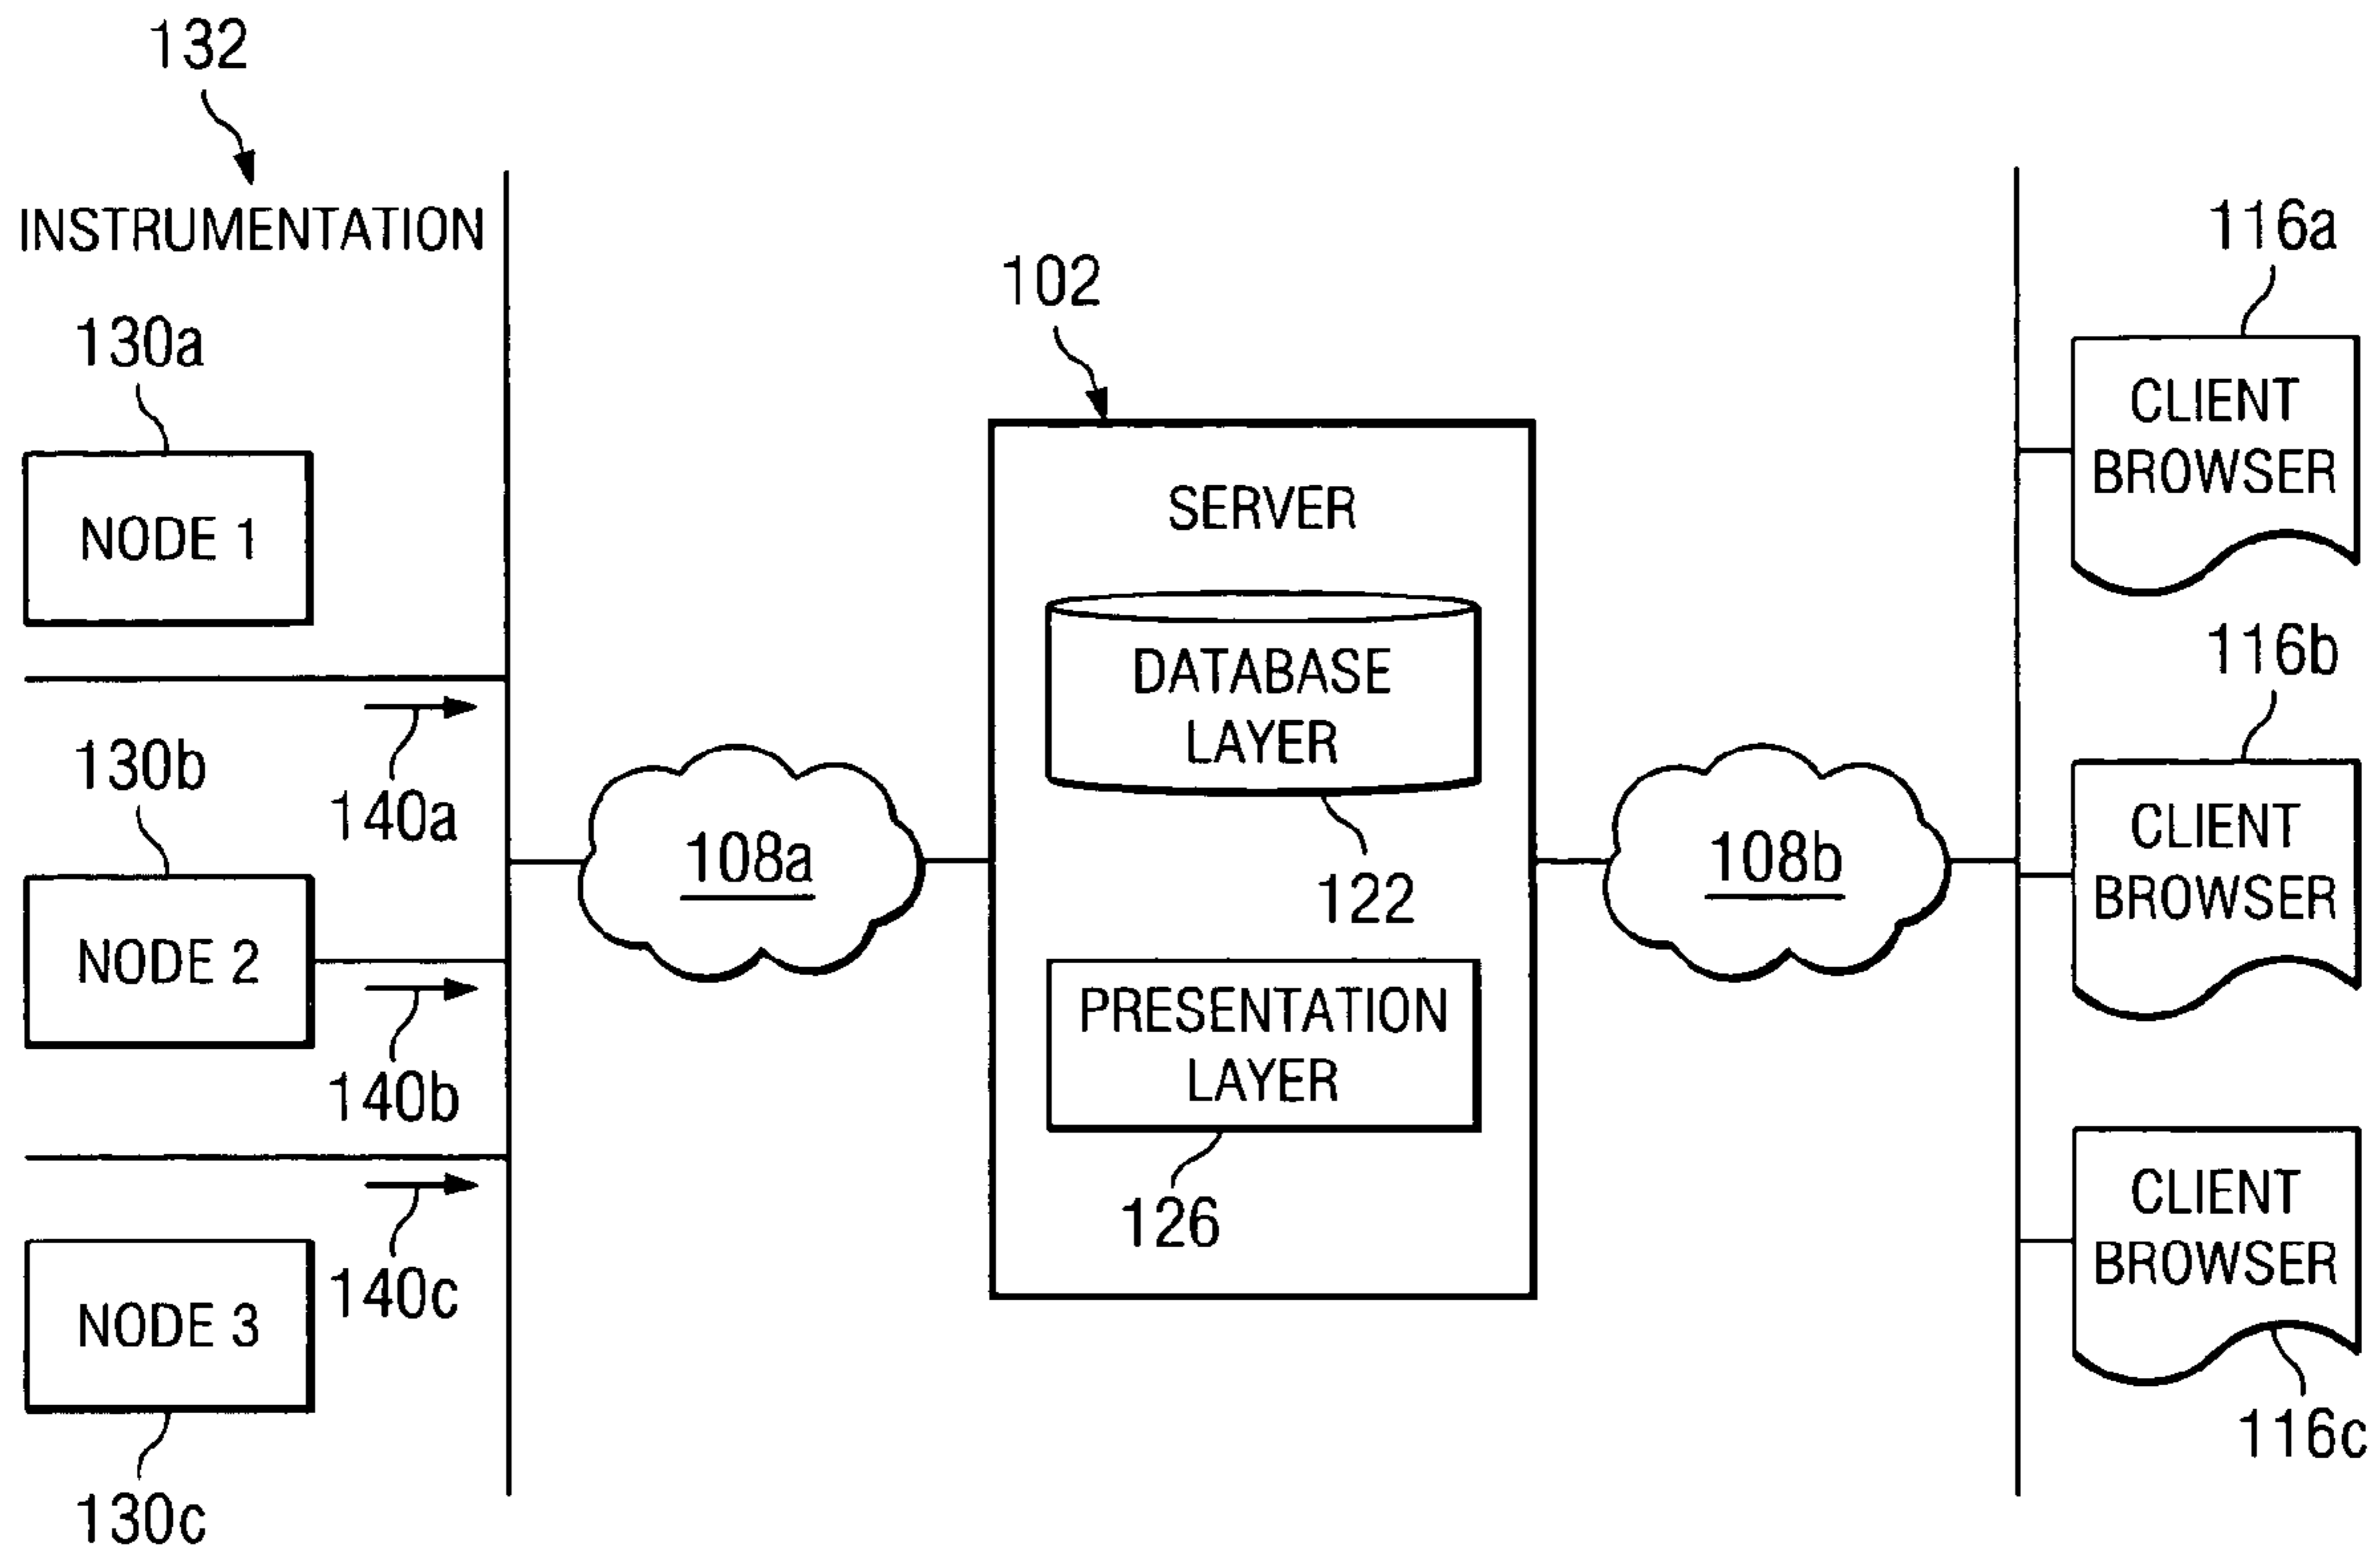 132
INSTRUMENTATION
130a
NODE 1
140a
130b
NODE 2
140b
140c
NODE 3
130c
108a
102
SERVER
DATABASE
LAYER
122
PRESENTATION
LAYER
126
108b
116a
CLIENT
BROWSER
116b
CLIENT
BROWSER
CLIENT
BROWSER
116c